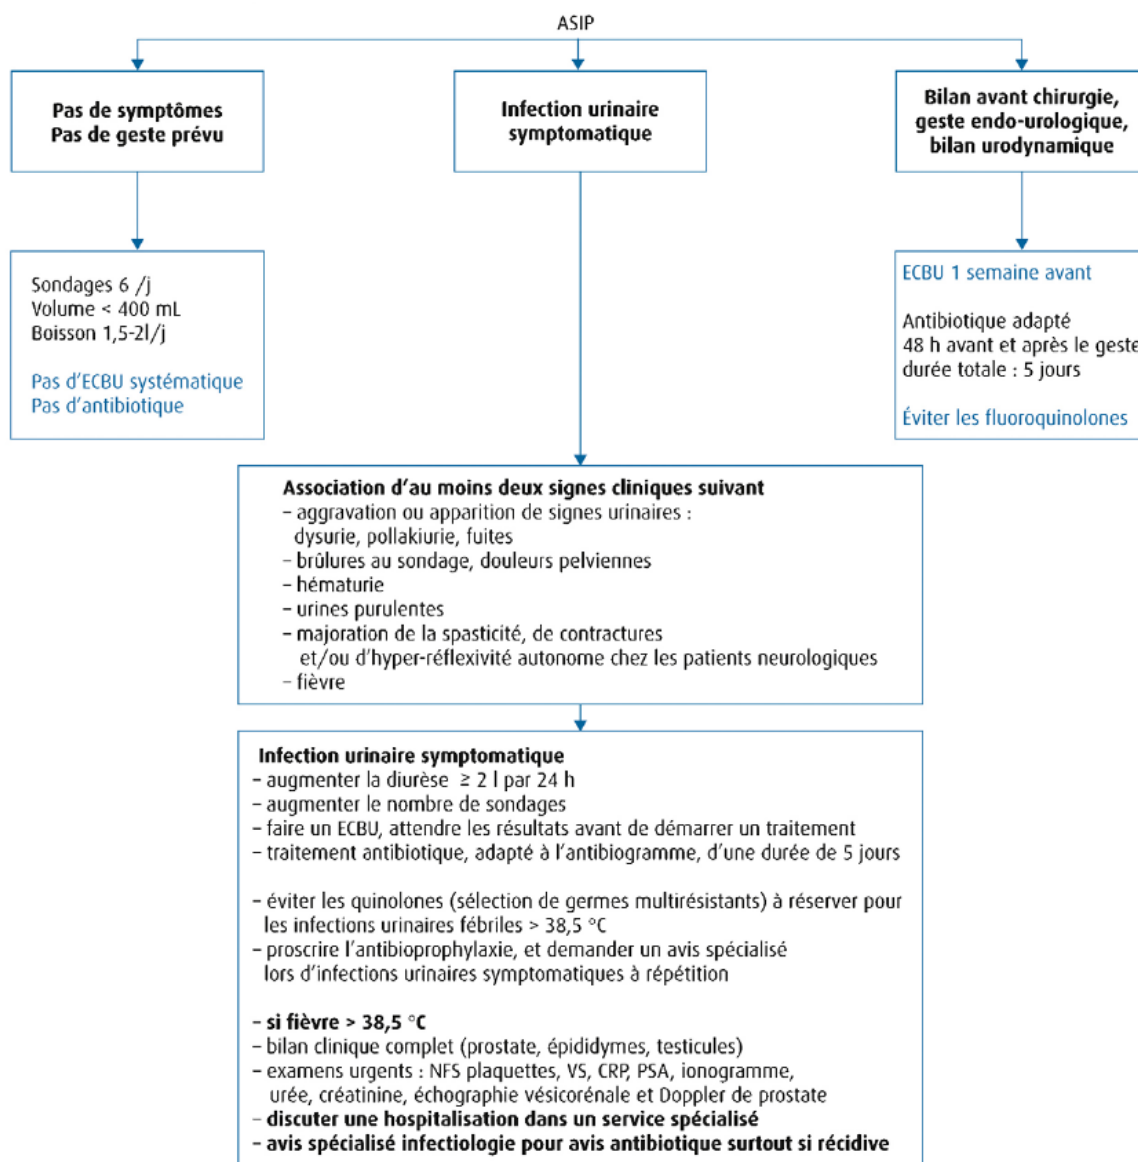 ASIP
Pas de symptômes
Pas de geste prévu
Infection urinaire
symptomatique
Bilan avant chirurgie,
geste endo-urologique,
bilan urodynamique
Sondages 6 /j
Volume < 400 mL
Boisson 1,5-2l/j
Pas d'ECBU systématique
Pas d'antibiotique
ECBU 1 semaine avant
Antibiotique adapté
48 h avant et après le geste
durée totale : 5 jours
Éviter les fluoroquinolones
Association d'au moins deux signes cliniques suivant
– aggravation ou apparition de signes urinaires :
dysurie, pollakiurie, fuites
– brûlures au sondage, douleurs pelviennes
– hématurie
– urines purulentes
– majoration de la spasticité, de contractures
et/ou d'hyper-réflexivité autonome chez les patients neurologiques
– fièvre
Infection urinaire symptomatique
– augmenter la diurèse ≥ 2 l par 24 h
– augmenter le nombre de sondages
– faire un ECBU, attendre les résultats avant de démarrer un traitement
– traitement antibiotique, adapté à l'antibiogramme, d'une durée de 5 jours
– éviter les quinolones (sélection de germes multirésistants) à réserver pour
les infections urinaires fébriles > 38,5 °C
– proscrire l'antibioprophylaxie, et demander un avis spécialisé
lors d'infections urinaires symptomatiques à répétition
– si fièvre > 38,5 °C
– bilan clinique complet (prostate, épididymes, testicules)
– examens urgents : NFS plaquettes, VS, CRP, PSA, ionogramme,
urée, créatinine, échographie vésicorénale et Doppler de prostate
– discuter une hospitalisation dans un service spécialisé
– avis spécialisé infectiologie pour avis antibiotique surtout si récidive